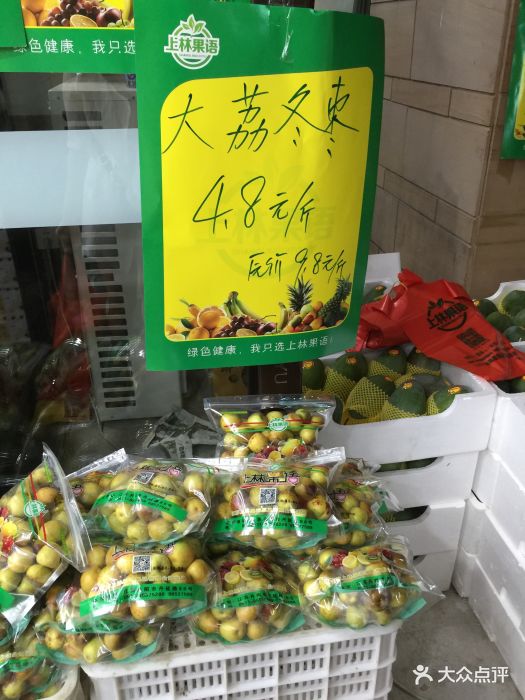 绿色健康，我只选
上林果语
大荔冬枣
4.8元/斤
原价9.8元/斤
绿色健康，我只选上林果语！
上林果语
上林果语
大众点评